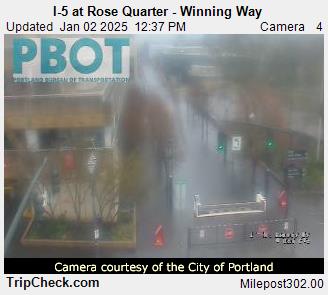 I-5 at Rose Quarter - Winning Way
Updated Jan 02 2025 12:37 PM Camera 4
PBOT
PORTLAND BUREAU OF TRANSPORTATION
3
Camera courtesy of the City of Portland
TripCheck.com Milepost302.00